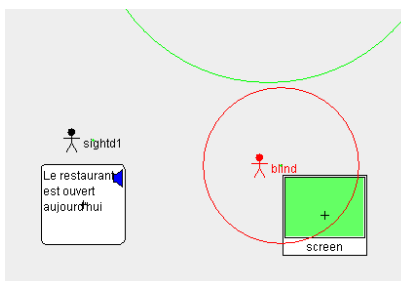 sightd1
Le restaurant
est ouvert
aujourd'hui
blind
screen